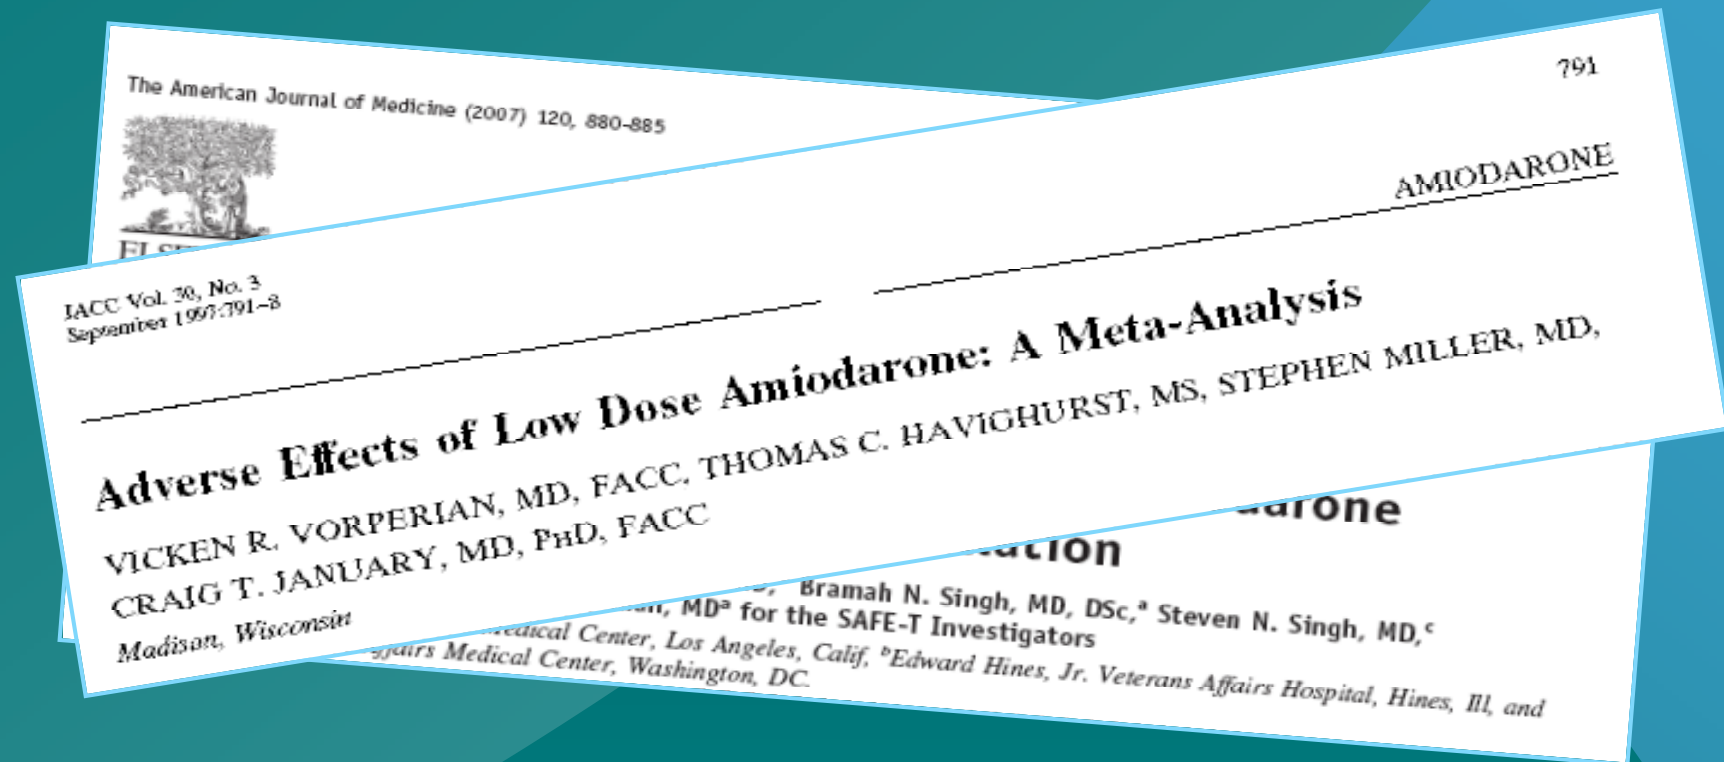 The American Journal of Medicine (2007) 120, 880-885
791
AMIODARONE
JACC Vol. 30, No. 3
September 1997:791–8
Adverse Effects of Low Dose Amiodarone: A Meta-Analysis
VICKEN R. VORPERIAN, MD, FACC, THOMAS C. HAVIGHURST, MS, STEPHEN MILLER, MD,
CRAIG T. JANUARY, MD, PHD, FACC
Madison, Wisconsin
Bramah N. Singh, MD, DSc,ᵃ Steven N. Singh, MD,ᶜ
MDᵃ for the SAFE-T Investigators
Medical Center, Los Angeles, Calif, ᵇEdward Hines, Jr. Veterans Affairs Hospital, Hines, Ill, and
Affairs Medical Center, Washington, DC.